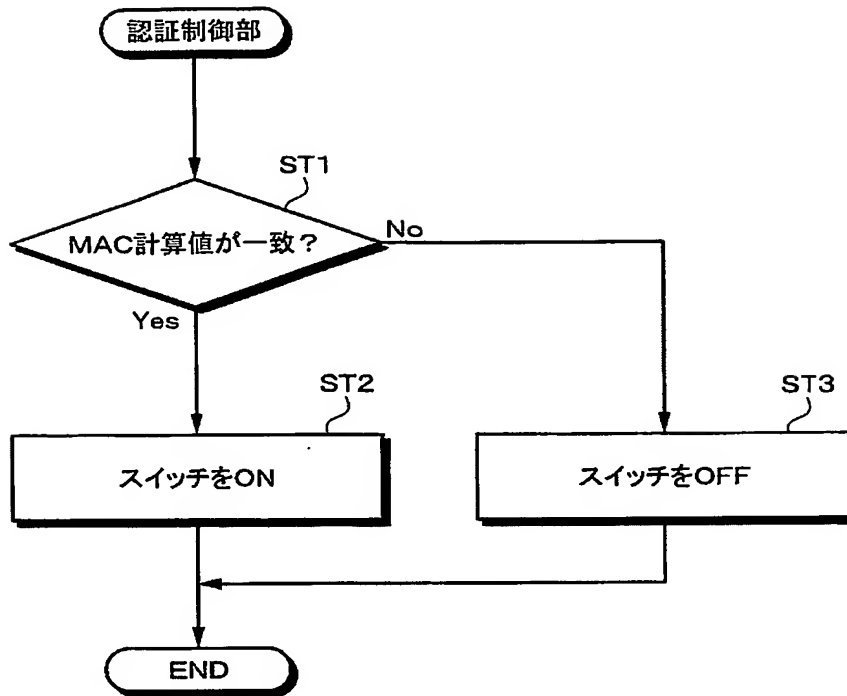 認証制御部
ST1
MAC計算値が一致？
No
Yes
ST2
ST3
スイッチをON
スイッチをOFF
END